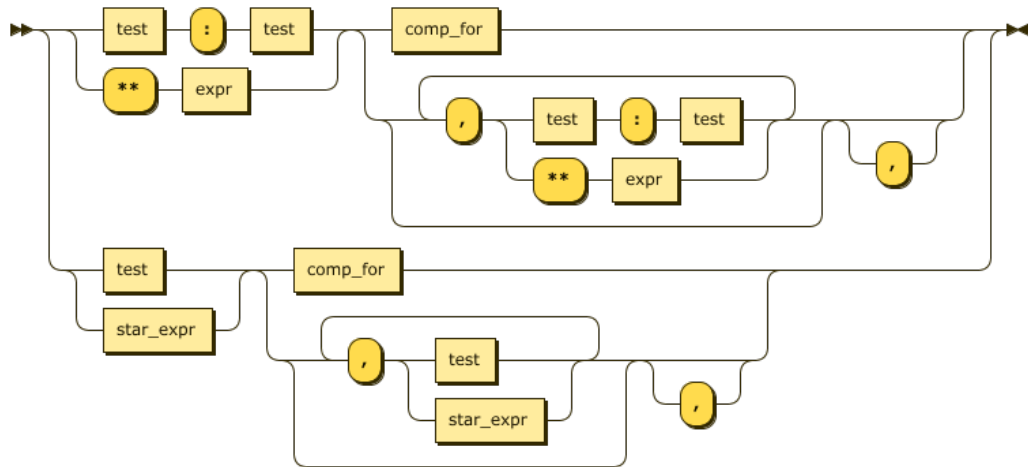 test : test comp_for
** expr
, test : test
** expr ,
test comp_for
star_expr
, test
star_expr ,